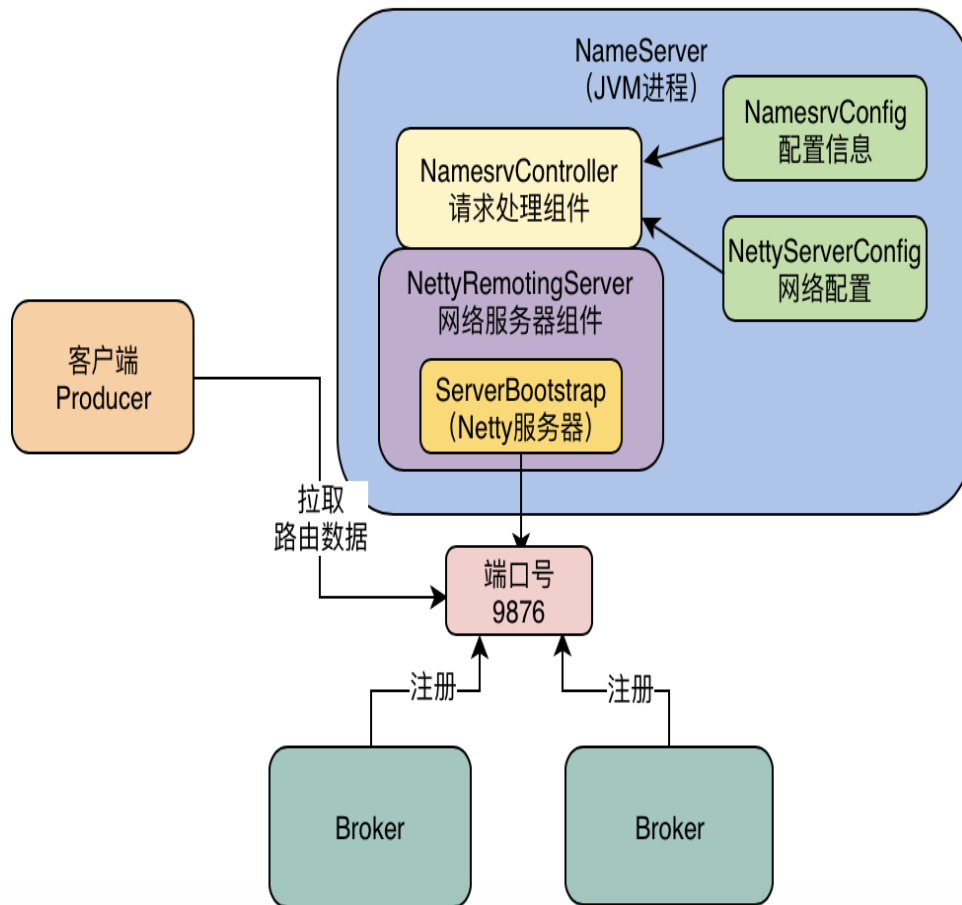 NameServer
（JVM进程）
NamesrvConfig
配置信息
NamesrvController
请求处理组件
NettyServerConfig
网络配置
NettyRemotingServer
网络服务器组件
ServerBootstrap
（Netty服务器）
客户端
Producer
拉取
路由数据
端口号
9876
注册
注册
Broker
Broker